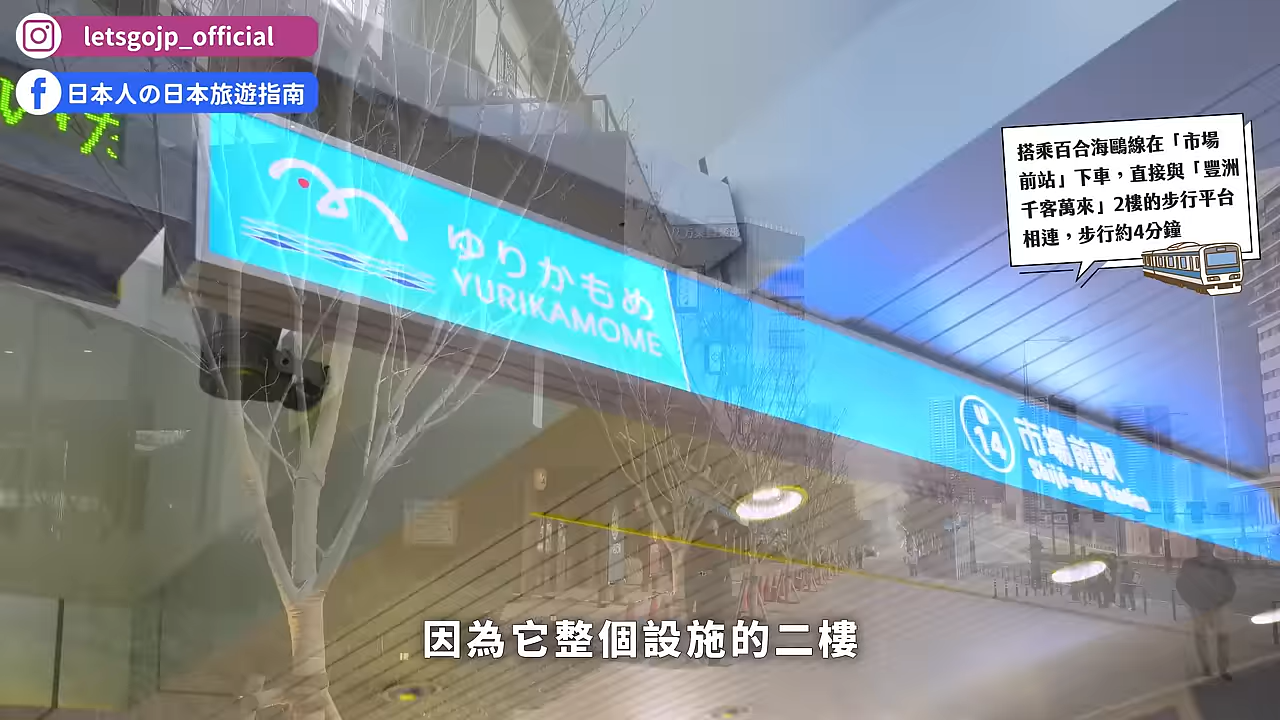 letsgojp_official
日本人の日本旅遊指南
搭乘百合海鷗線在「市場
前站」下車，直接與「豐洲
千客萬來」2樓的步行平台
相連，步行約4分鐘
ゆりかもめ
YURIKAMOME
U
14
市場前駅
Shijō-mae Station
因為它整個設施的二樓